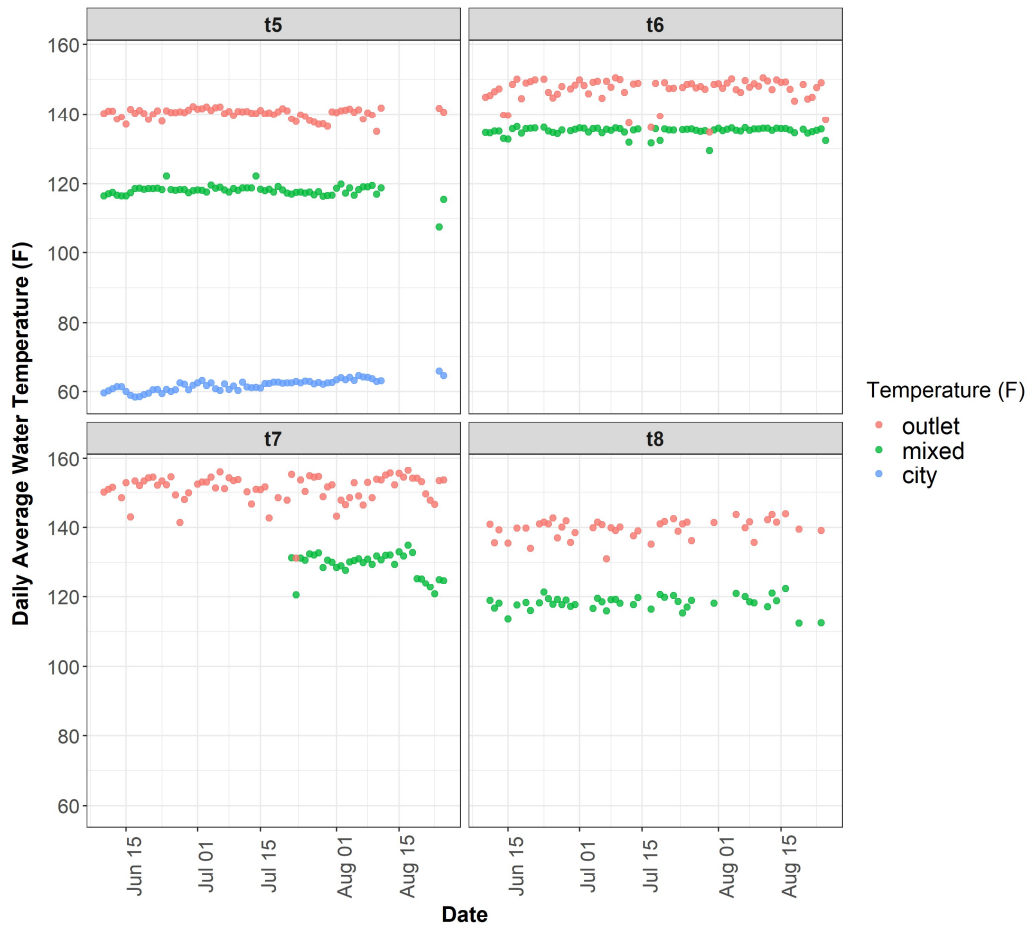 t5
t6
160
140
120
100
80
60
t7
t8
160
140
120
100
80
60
Jun 15
Jul 01
Jul 15
Aug 01
Aug 15
Jun 15
Jul 01
Jul 15
Aug 01
Aug 15
Date
Daily Average Water Temperature (F)
Temperature (F)
outlet
mixed
city